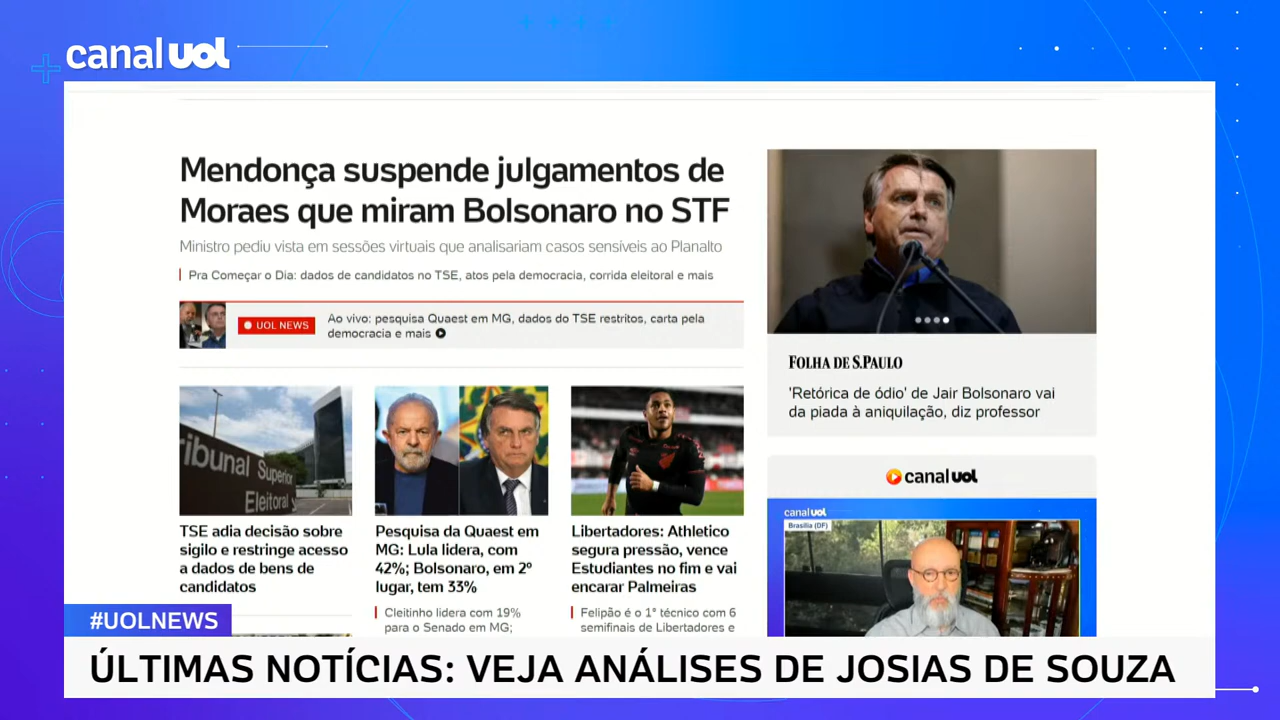 canal uol
Mendonça suspende julgamentos de
Moraes que miram Bolsonaro no STF
Ministro pediu vista em sessões virtuais que analisariam casos sensíveis ao Planalto
Pra Começar o Dia: dados de candidatos no TSE, atos pela democracia, corrida eleitoral e mais
UOL NEWS
Ao vivo: pesquisa Quaest em MG, dados do TSE restritos, carta pela
democracia e mais
FOLHA DE S.PAULO
'Retórica de ódio' de Jair Bolsonaro vai
da piada à aniquilação, diz professor
ribunal Superior
Eleitoral
TSE adia decisão sobre
sigilo e restringe acesso
a dados de bens de
candidatos
Pesquisa da Quaest em
MG: Lula lidera, com
42%; Bolsonaro, em 2º
lugar, tem 33%
Cleitinho lidera com 19%
para o Senado em MG;
Libertadores: Athletico
segura pressão, vence
Estudiantes no fim e vai
encarar Palmeiras
Felipão é o 1° técnico com 6
semifinais de Libertadores e
canal uol
canal uol
Brasília (DF)
#UOLNEWS
ÚLTIMAS NOTÍCIAS: VEJA ANÁLISES DE JOSIAS DE SOUZA